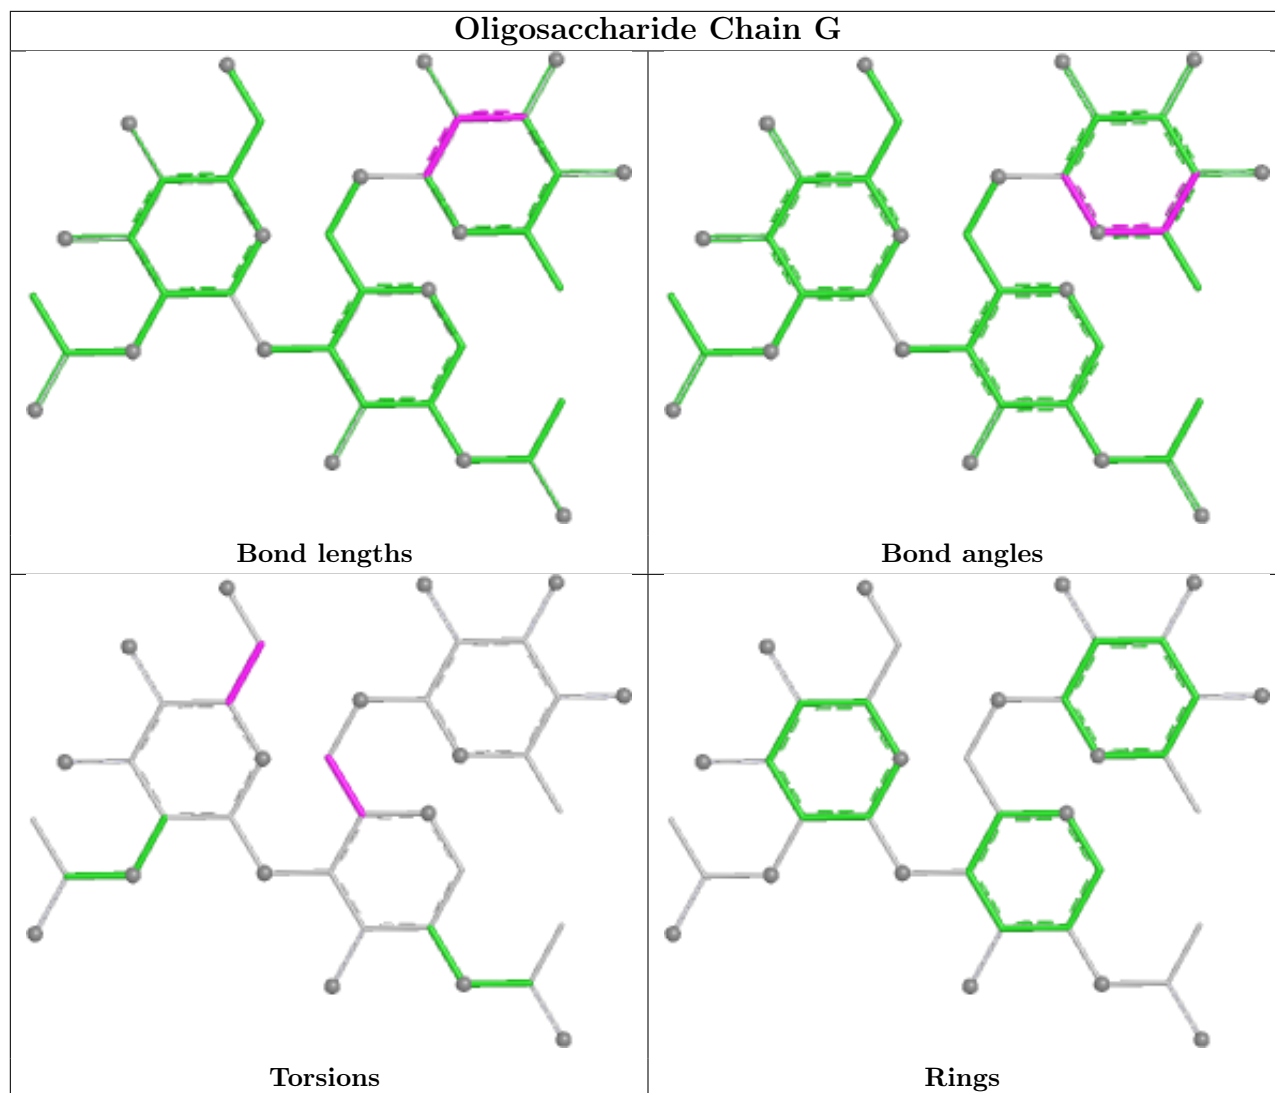 Oligosaccharide Chain G
Bond lengths
Bond angles
Torsions
Rings